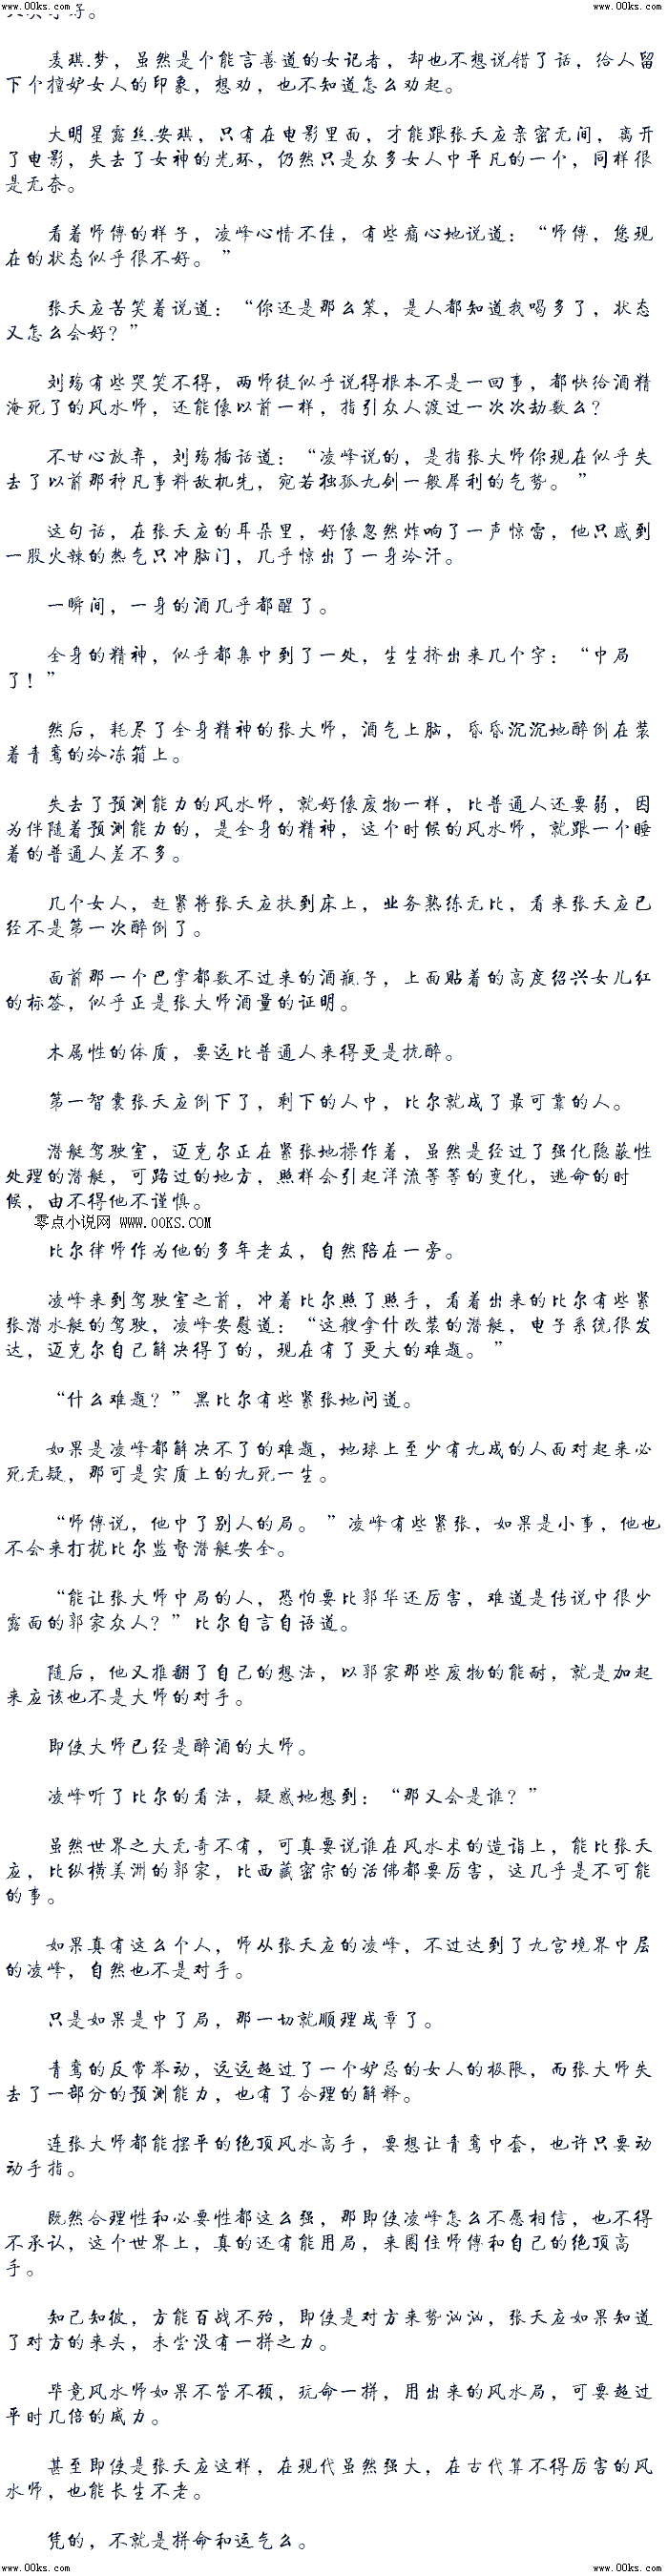 www.00ks.com www.00ks.com
麦琪.梦，虽然是个能言善道的女记者，却也不想说错了话，给人留
下个擅妒女人的印象，想劝，也不知道怎么劝起。
大明星露丝.安琪，只有在电影里面，才能跟张天应亲密无间，离开
了电影，失去了女神的光环，仍然只是众多女人中平凡的一个，同样很
是无奈。
看着师傅的样子，凌峰心情不佳，有些痛心地说道：“师傅，您现
在的状态似乎很不好。”
张天应苦笑着说道：“你还是那么笨，是人都知道我喝多了，状态
又怎么会好？”
刘殇有些哭笑不得，两师徒似乎说得根本不是一回事，都快给酒精
淹死了的风水师，还能像以前一样，指引众人渡过一次次劫数么？
不甘心放弃，刘殇插话道：“凌峰说的，是指张大师你现在似乎失
去了以前那种凡事料敌机先，宛若独孤九剑一般犀利的气势。”
这句话，在张天应的耳朵里，好像忽然炸响了一声惊雷，他只感到
一股火辣的热气只冲脑门，几乎惊出了一身冷汗。
一瞬间，一身的酒几乎都醒了。
全身的精神，似乎都集中到了一处，生生挤出来几个字：“中局
了！”
然后，耗尽了全身精神的张大师，酒气上脑，昏昏沉沉地醉倒在装
着青鸾的冷冻箱上。
失去了预测能力的风水师，就好像废物一样，比普通人还要弱，因
为伴随着预测能力的，是全身的精神，这个时候的风水师，就跟一个睡
着的普通人差不多。
几个女人，赶紧将张天应扶到床上，业务熟练无比，看来张天应已
经不是第一次醉倒了。
面前那一个巴掌都数不过来的酒瓶子，上面贴着的高度绍兴女儿红
的标签，似乎正是张大师酒量的证明。
木属性的体质，要远比普通人来得更是抗醉。
第一智囊张天应倒下了，剩下的人中，比尔就成了最可靠的人。
潜艇驾驶室，迈克尔正在紧张地操作着，虽然是经过了强化隐蔽性
处理的潜艇，可路过的地方，照样会引起洋流等等的变化，逃命的时
候，由不得他不谨慎。
零点小说网 WWW.00KS.COM
比尔律师作为他的多年老友，自然陪在一旁。
凌峰来到驾驶室之前，冲着比尔照了照手，看着出来的比尔有些紧
张潜水艇的驾驶，凌峰安慰道：“这艘拿什改装的潜艇，电子系统很发
达，迈克尔自己解决得了的，现在有了更大的难题。”
“什么难题？”黑比尔有些紧张地问道。
如果是凌峰都解决不了的难题，地球上至少有九成的人面对起来必
死无疑，那可是实质上的九死一生。
“师傅说，他中了别人的局。”凌峰有些紧张，如果是小事，他也
不会来打扰比尔监督潜艇安全。
“能让张大师中局的人，恐怕要比郭华还厉害，难道是传说中很少
露面的郭家众人？”比尔自言自语道。
随后，他又推翻了自己的想法，以郭家那些废物的能耐，就是加起
来应该也不是大师的对手。
即使大师已经是醉酒的大师。
凌峰听了比尔的看法，疑惑地想到：“那又会是谁？”
虽然世界之大无奇不有，可真要说谁在风水术的造诣上，能比张天
应，比纵横美洲的郭家，比西藏密宗的活佛都要厉害，这几乎是不可能
的事。
如果真有这么个人，师从张天应的凌峰，不过达到了九宫境界中层
的凌峰，自然也不是对手。
只是如果是中了局，那一切就顺理成章了。
青鸾的反常举动，远远超过了一个妒忌的女人的极限，而张大师失
去了一部分的预测能力，也有了合理的解释。
连张大师都能摆平的绝顶风水高手，要想让青鸾中套，也许只要动
动手指。
既然合理性和必要性都这么强，那即使凌峰怎么不愿相信，也不得
不承认，这个世界上，真的还有能用局，来圈住师傅和自己的绝顶高
手。
知己知彼，方能百战不殆，即使是对方来势汹汹，张天应如果知道
了对方的来头，未尝没有一拼之力。
毕竟风水师如果不管不顾，玩命一拼，用出来的风水局，可要超过
平时几倍的威力。
甚至即使是张天应这样，在现代虽然强大，在古代算不得厉害的风
水师，也能长生不老。
凭的，不就是拼命和运气么。
www.00ks.com www.00ks.com